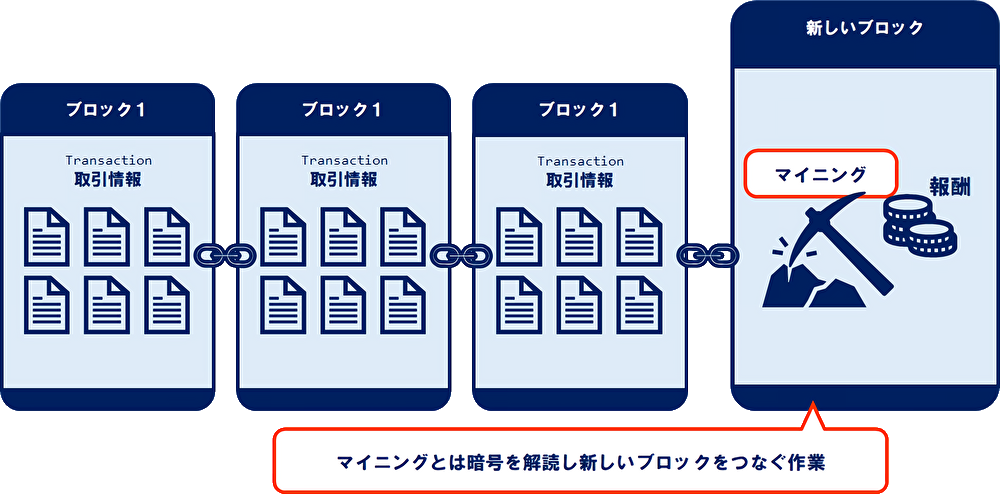 新しいブロック
ブロック1
ブロック1
ブロック1
Transaction
取引情報
Transaction
取引情報
Transaction
取引情報
マイニング
報酬
マイニングとは暗号を解読し新しいブロックをつなぐ作業